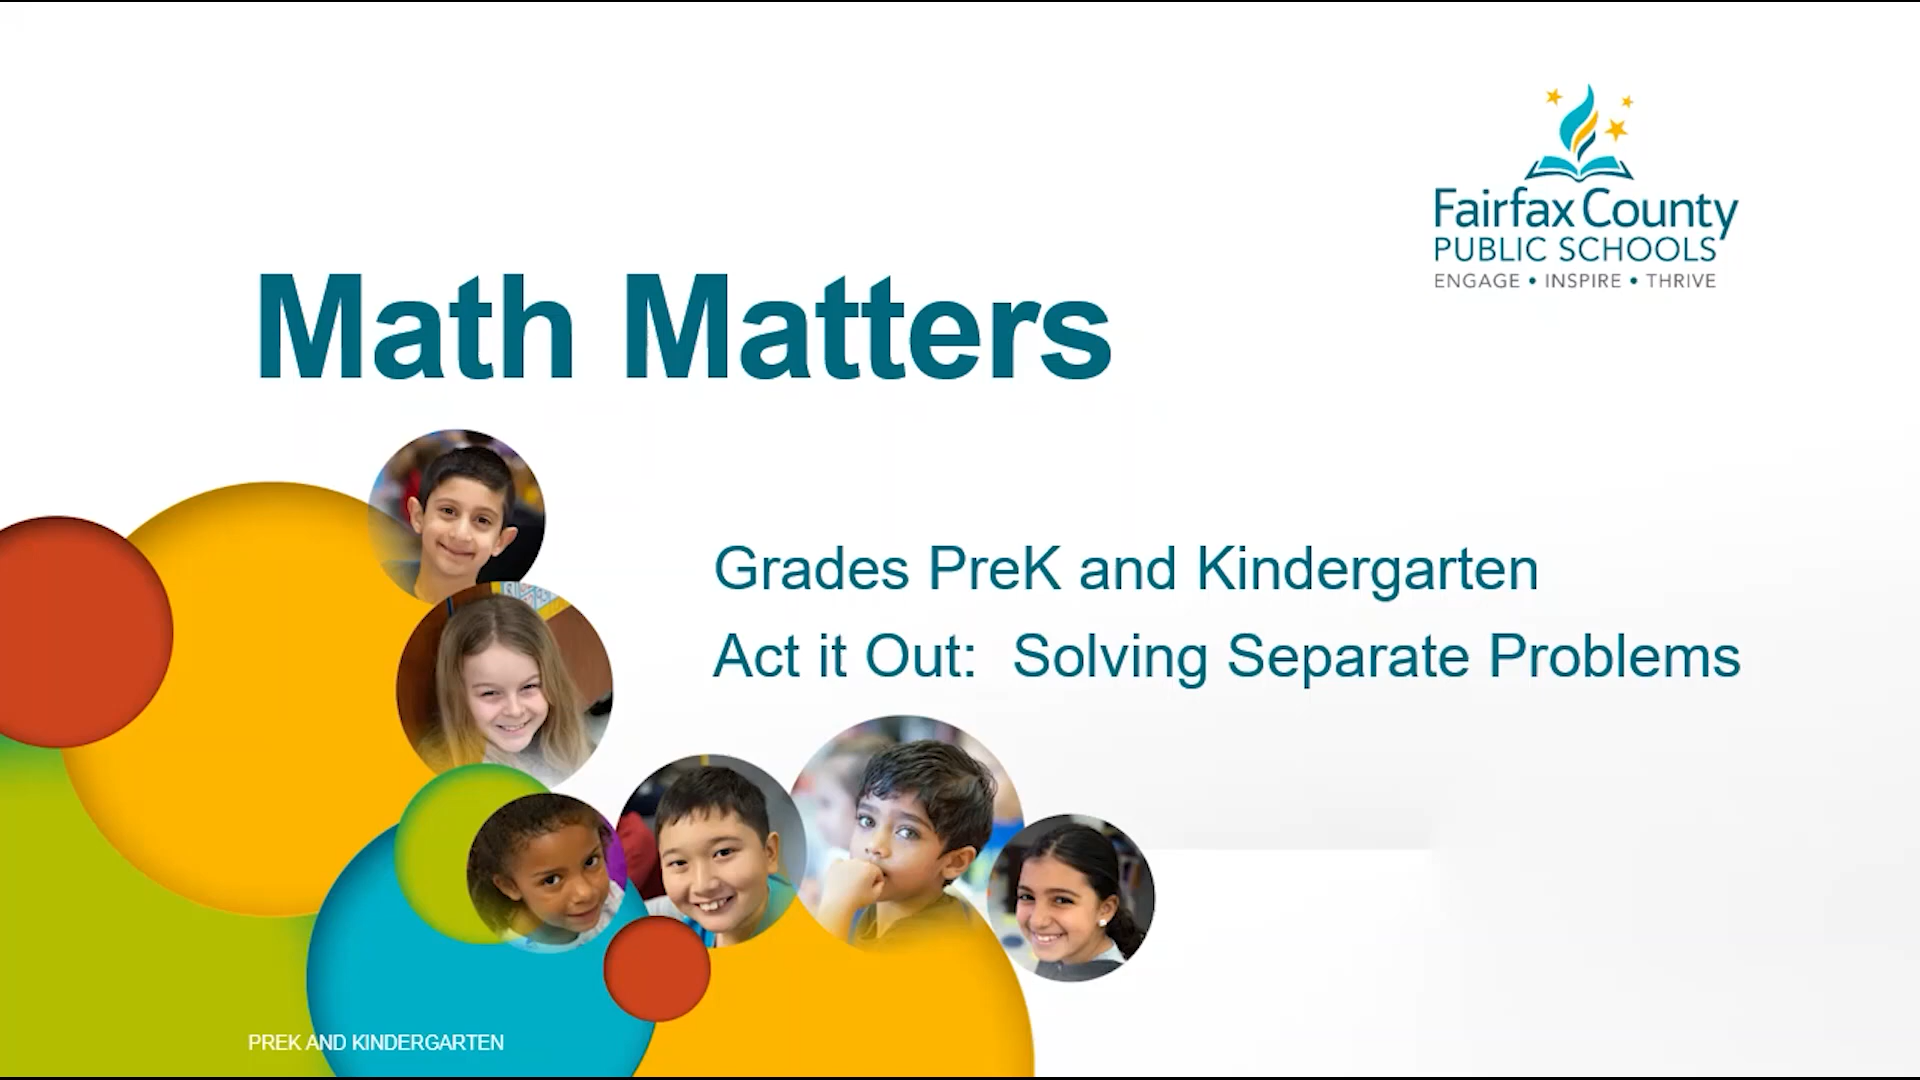 Fairfax County
PUBLIC SCHOOLS
ENGAGE • INSPIRE • THRIVE
Math Matters
Grades PreK and Kindergarten
Act it Out: Solving Separate Problems
PREK AND KINDERGARTEN